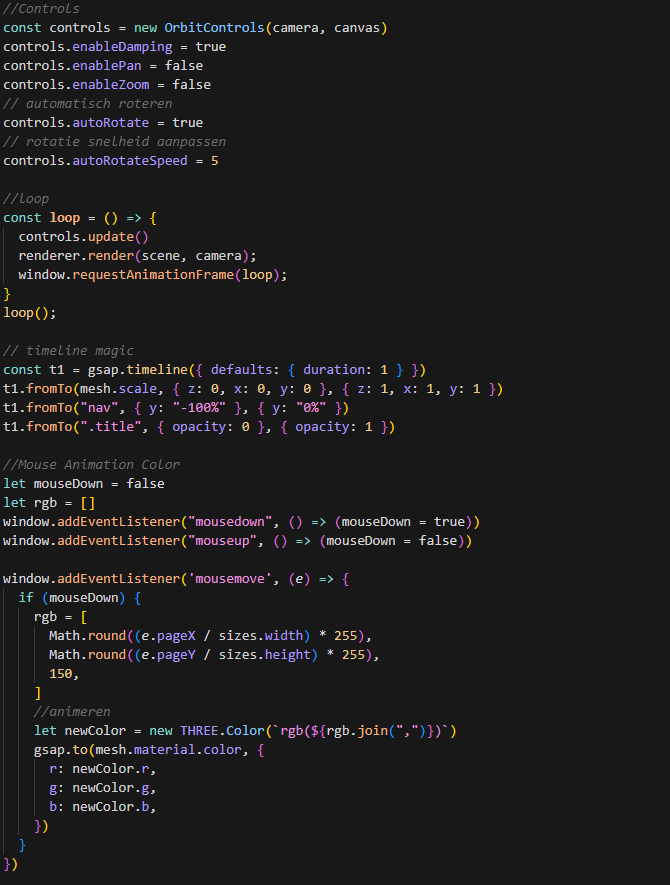 //Controls
const controls = new OrbitControls(camera, canvas)
controls.enableDamping = true
controls.enablePan = false
controls.enableZoom = false
// automatisch roteren
controls.autoRotate = true
// rotatie snelheid aanpassen
controls.autoRotateSpeed = 5
//loop
const loop = () => {
controls.update()
renderer.render(scene, camera);
window.requestAnimationFrame(loop);
}
loop();
// timeline magic
const t1 = gsap.timeline({ defaults: { duration: 1 } })
t1.fromTo(mesh.scale, { z: 0, x: 0, y: 0 }, { z: 1, x: 1, y: 1 })
t1.fromTo("nav", { y: "-100%" }, { y: "0%" })
t1.fromTo(".title", { opacity: 0 }, { opacity: 1 })
//Mouse Animation Color
let mouseDown = false
let rgb = []
window.addEventListener("mousedown", () => (mouseDown = true))
window.addEventListener("mouseup", () => (mouseDown = false))
window.addEventListener('mousemove', (e) => {
if (mouseDown) {
rgb = [
Math.round((e.pageX / sizes.width) * 255),
Math.round((e.pageY / sizes.height) * 255),
150,
]
//animeren
let newColor = new THREE.Color(`rgb(${rgb.join(",")})`)
gsap.to(mesh.material.color, {
r: newColor.r,
g: newColor.g,
b: newColor.b,
})
}
})